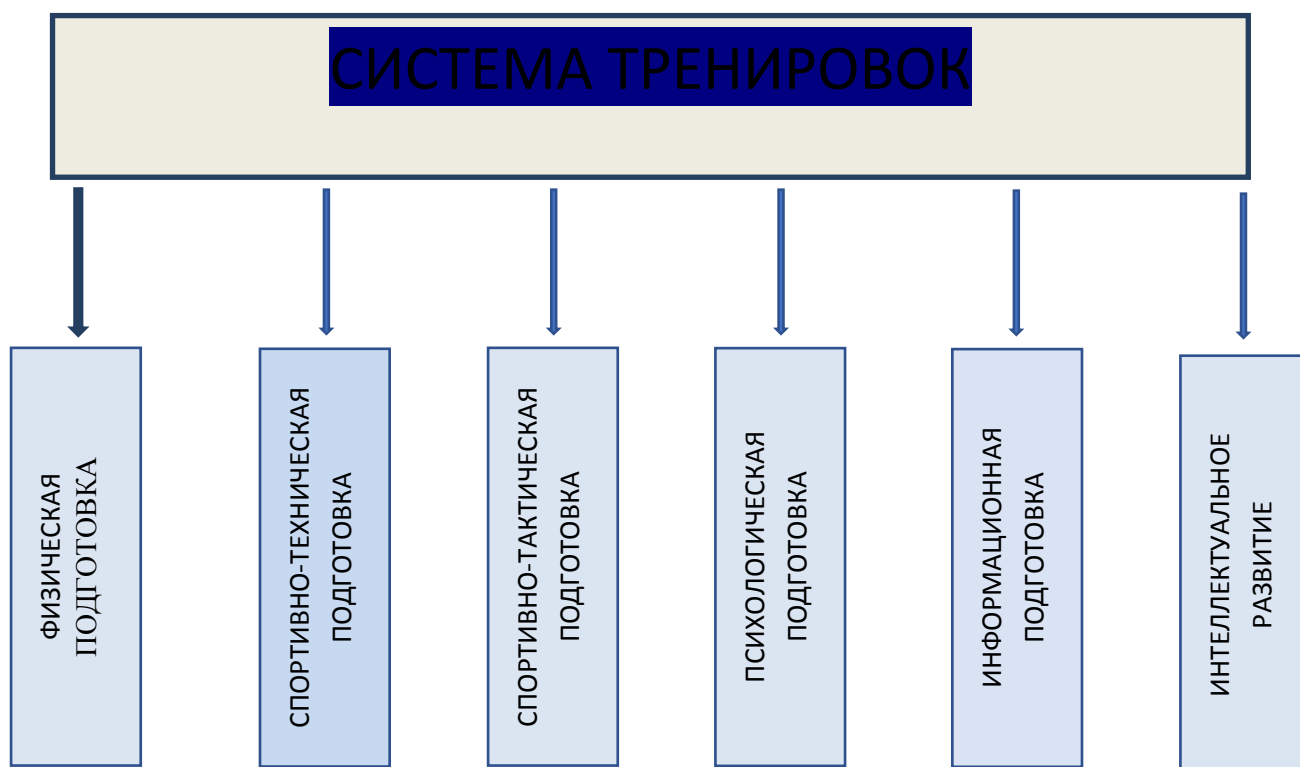 СИСТЕМА ТРЕНИРОВОК
ФИЗИЧЕСКАЯ
ПОДГОТОВКА
СПОРТИВНО-ТЕХНИЧЕСКАЯ
ПОДГОТОВКА
СПОРТИВНО-ТАКТИЧЕСКАЯ
ПОДГОТОВКА
ПСИХОЛОГИЧЕСКАЯ
ПОДГОТОВКА
ИНФОРМАЦИОННАЯ
ПОДГОТОВКА
ИНТЕЛЛЕКТУАЛЬНОЕ
РАЗВИТИЕ